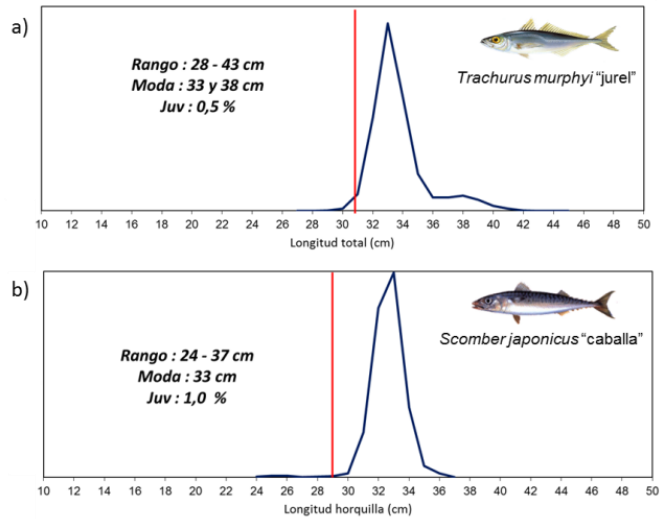 a)
Rango : 28 - 43 cm
Moda : 33 y 38 cm
Juv : 0,5 %
Trachurus murphyi “jurel”
10 12 14 16 18 20 22 24 26 28 30 32 34 36 38 40 42 44 46 48 50
Longitud total (cm)
b)
Rango : 24 - 37 cm
Moda : 33 cm
Juv : 1,0 %
Scomber japonicus “caballa”
10 12 14 16 18 20 22 24 26 28 30 32 34 36 38 40 42 44 46 48 50
Longitud horquilla (cm)